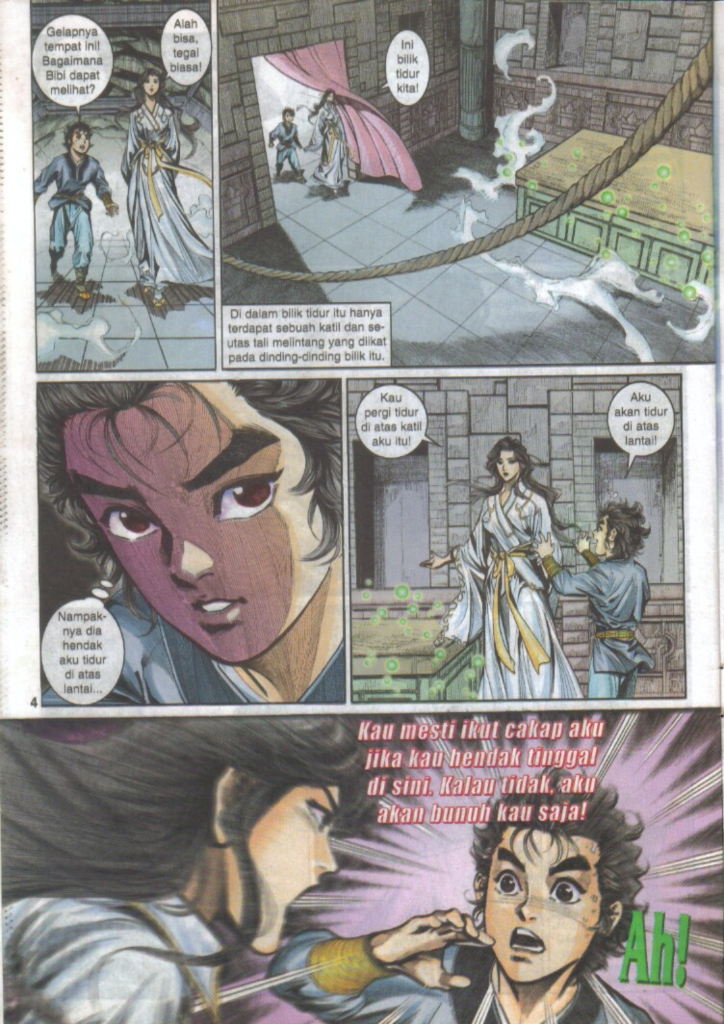 Gelapnya
tempat ini!
Bagaimana
Bibi dapat
melihat?
Alah
bisa,
tegal
biasa!
Ini
bilik
tidur
kita!
Di dalam bilik tidur itu hanya
terdapat sebuah katil dan se-
utas tali melintang yang diikat
pada dinding-dinding bilik itu.
Nampak-
nya dia
hendak
aku tidur
di atas
lantai...
Kau
pergi tidur
di atas katil
aku itu!
Aku
akan tidur
di atas
lantai!
4
Kau mesti ikut cakap aku
jika kau hendak tinggal
di sini. Kalau tidak, aku
akan bunuh kau saja!
Ah!